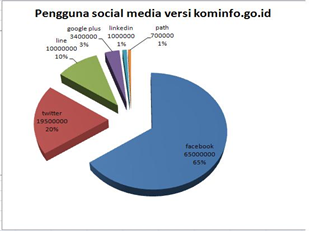 Pengguna social media versi kominfo.go.id
path
700000
1%
linkedin
1000000
1%
google plus
3400000
3%
line
10000000
10%
twitter
19500000
20%
facebook
65000000
65%